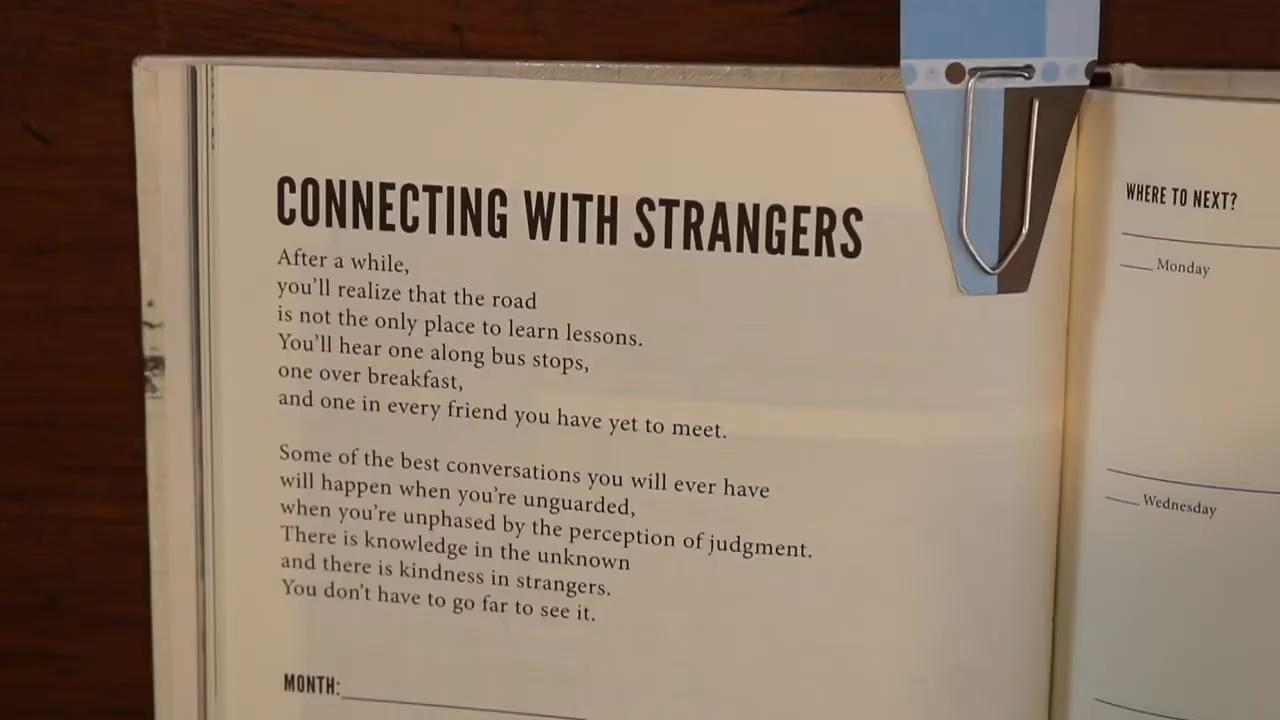 CONNECTING WITH STRANGERS
After a while,
you'll realize that the road
is not the only place to learn lessons.
You'll hear one along bus stops,
one over breakfast,
and one in every friend you have yet to meet.
Some of the best conversations you will ever have
will happen when you're unguarded,
when you're unphased by the perception of judgment.
There is knowledge in the unknown
and there is kindness in strangers.
You don't have to go far to see it.
MONTH:
WHERE TO NEXT?
Monday
Wednesday